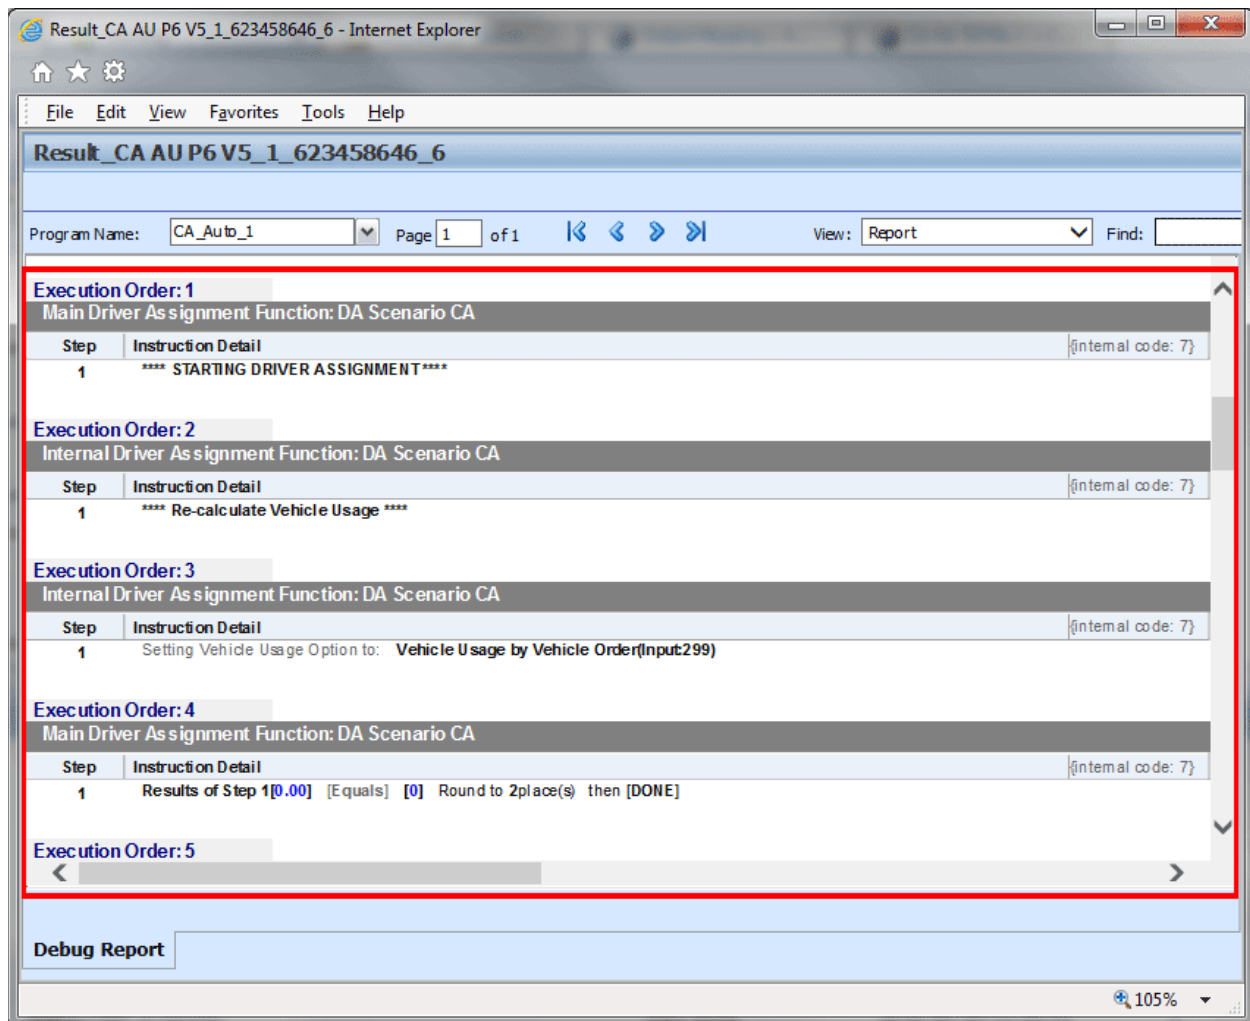 Result_CA AU P6 V5_1_623458646_6 - Internet Explorer
File Edit View Favorites Tools Help
Result_CA AU P6 V5_1_623458646_6
Program Name: CA_Auto_1 Page 1 of 1 View: Report Find:
Execution Order: 1
Main Driver Assignment Function: DA Scenario CA
Step Instruction Detail {internal code: 7}
1 **** STARTING DRIVER ASSIGNMENT****
Execution Order: 2
Internal Driver Assignment Function: DA Scenario CA
Step Instruction Detail {internal code: 7}
1 **** Re-calculate Vehicle Usage ****
Execution Order: 3
Internal Driver Assignment Function: DA Scenario CA
Step Instruction Detail {internal code: 7}
1 Setting Vehicle Usage Option to: Vehicle Usage by Vehicle Order(Input:299)
Execution Order: 4
Main Driver Assignment Function: DA Scenario CA
Step Instruction Detail {internal code: 7}
1 Results of Step 1[0.00] [Equals] [0] Round to 2place(s) then [DONE]
Execution Order: 5
Debug Report
105%